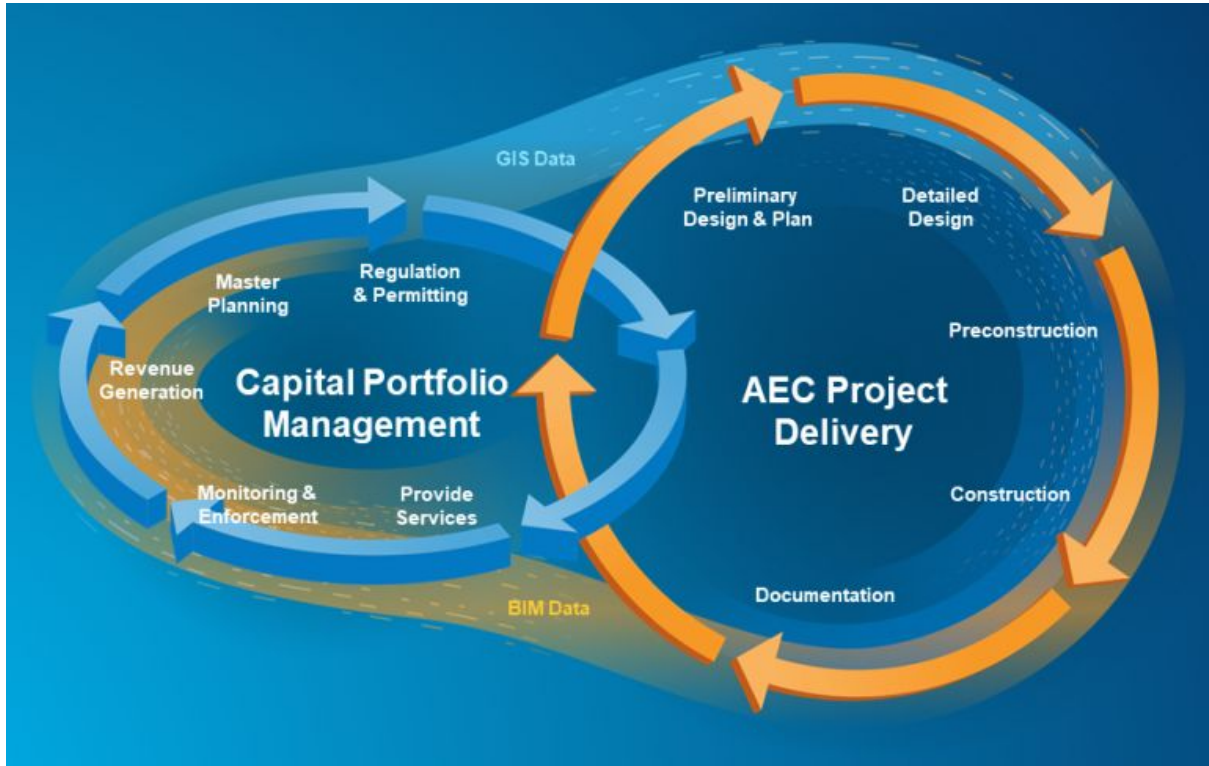 GIS Data
Preliminary
Design & Plan
Detailed
Design
Master
Planning
Regulation
& Permitting
Preconstruction
Revenue
Generation
Capital Portfolio
Management
AEC Project
Delivery
Monitoring &
Enforcement
Provide
Services
Construction
Documentation
BIM Data